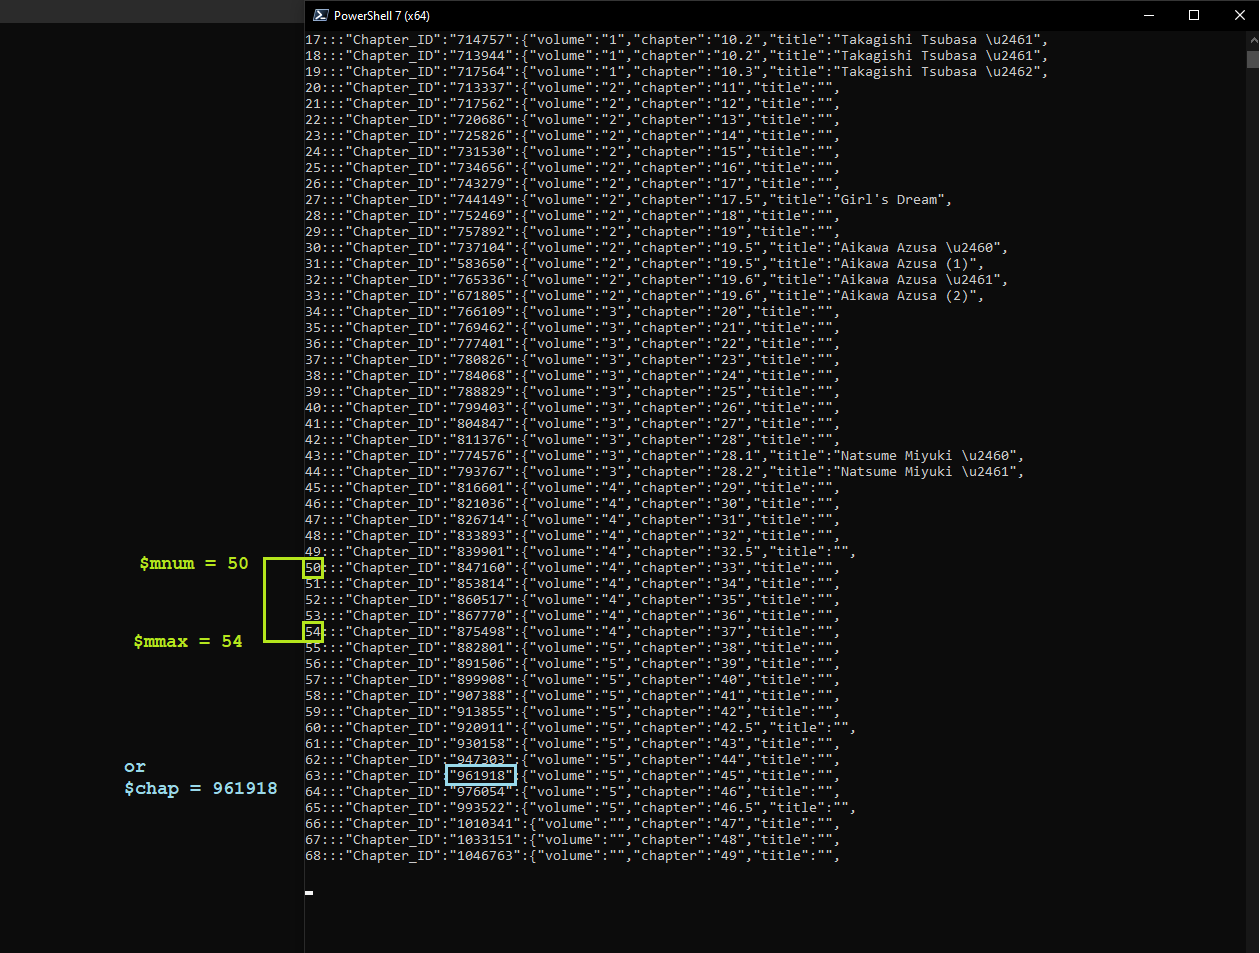 PowerShell 7 (x64)
17:::"Chapter_ID":"714757":{"volume":"1","chapter":"10.2","title":"Takagishi Tsubasa \u2461",
18:::"Chapter_ID":"713944":{"volume":"1","chapter":"10.2","title":"Takagishi Tsubasa \u2461",
19:::"Chapter_ID":"717564":{"volume":"1","chapter":"10.3","title":"Takagishi Tsubasa \u2462",
20:::"Chapter_ID":"713337":{"volume":"2","chapter":"11","title":"",
21:::"Chapter_ID":"717562":{"volume":"2","chapter":"12","title":"",
22:::"Chapter_ID":"720686":{"volume":"2","chapter":"13","title":"",
23:::"Chapter_ID":"725826":{"volume":"2","chapter":"14","title":"",
24:::"Chapter_ID":"731530":{"volume":"2","chapter":"15","title":"",
25:::"Chapter_ID":"734656":{"volume":"2","chapter":"16","title":"",
26:::"Chapter_ID":"743279":{"volume":"2","chapter":"17","title":"",
27:::"Chapter_ID":"744149":{"volume":"2","chapter":"17.5","title":"Girl's Dream",
28:::"Chapter_ID":"752469":{"volume":"2","chapter":"18","title":"",
29:::"Chapter_ID":"757892":{"volume":"2","chapter":"19","title":"",
30:::"Chapter_ID":"737104":{"volume":"2","chapter":"19.5","title":"Aikawa Azusa \u2460",
31:::"Chapter_ID":"583650":{"volume":"2","chapter":"19.5","title":"Aikawa Azusa (1)",
32:::"Chapter_ID":"765336":{"volume":"2","chapter":"19.6","title":"Aikawa Azusa \u2461",
33:::"Chapter_ID":"671805":{"volume":"2","chapter":"19.6","title":"Aikawa Azusa (2)",
34:::"Chapter_ID":"766109":{"volume":"3","chapter":"20","title":"",
35:::"Chapter_ID":"769462":{"volume":"3","chapter":"21","title":"",
36:::"Chapter_ID":"777401":{"volume":"3","chapter":"22","title":"",
37:::"Chapter_ID":"780826":{"volume":"3","chapter":"23","title":"",
38:::"Chapter_ID":"784068":{"volume":"3","chapter":"24","title":"",
39:::"Chapter_ID":"788829":{"volume":"3","chapter":"25","title":"",
40:::"Chapter_ID":"799403":{"volume":"3","chapter":"26","title":"",
41:::"Chapter_ID":"804847":{"volume":"3","chapter":"27","title":"",
42:::"Chapter_ID":"811376":{"volume":"3","chapter":"28","title":"",
43:::"Chapter_ID":"774576":{"volume":"3","chapter":"28.1","title":"Natsume Miyuki \u2460",
44:::"Chapter_ID":"793767":{"volume":"3","chapter":"28.2","title":"Natsume Miyuki \u2461",
45:::"Chapter_ID":"816601":{"volume":"4","chapter":"29","title":"",
46:::"Chapter_ID":"821036":{"volume":"4","chapter":"30","title":"",
47:::"Chapter_ID":"826714":{"volume":"4","chapter":"31","title":"",
48:::"Chapter_ID":"833893":{"volume":"4","chapter":"32","title":"",
49:::"Chapter_ID":"839901":{"volume":"4","chapter":"32.5","title":"",
50:::"Chapter_ID":"847160":{"volume":"4","chapter":"33","title":"",
51:::"Chapter_ID":"853814":{"volume":"4","chapter":"34","title":"",
52:::"Chapter_ID":"860517":{"volume":"4","chapter":"35","title":"",
53:::"Chapter_ID":"867770":{"volume":"4","chapter":"36","title":"",
54:::"Chapter_ID":"875498":{"volume":"4","chapter":"37","title":"",
55:::"Chapter_ID":"882801":{"volume":"5","chapter":"38","title":"",
56:::"Chapter_ID":"891506":{"volume":"5","chapter":"39","title":"",
57:::"Chapter_ID":"899908":{"volume":"5","chapter":"40","title":"",
58:::"Chapter_ID":"907388":{"volume":"5","chapter":"41","title":"",
59:::"Chapter_ID":"913855":{"volume":"5","chapter":"42","title":"",
60:::"Chapter_ID":"920911":{"volume":"5","chapter":"42.5","title":"",
61:::"Chapter_ID":"930158":{"volume":"5","chapter":"43","title":"",
62:::"Chapter_ID":"947303":{"volume":"5","chapter":"44","title":"",
63:::"Chapter_ID":"961918":{"volume":"5","chapter":"45","title":"",
64:::"Chapter_ID":"976054":{"volume":"5","chapter":"46","title":"",
65:::"Chapter_ID":"993522":{"volume":"5","chapter":"46.5","title":"",
66:::"Chapter_ID":"1010341":{"volume":"","chapter":"47","title":"",
67:::"Chapter_ID":"1033151":{"volume":"","chapter":"48","title":"",
68:::"Chapter_ID":"1046763":{"volume":"","chapter":"49","title":"",
$mnum = 50
$mmax = 54
or
$chap = 961918